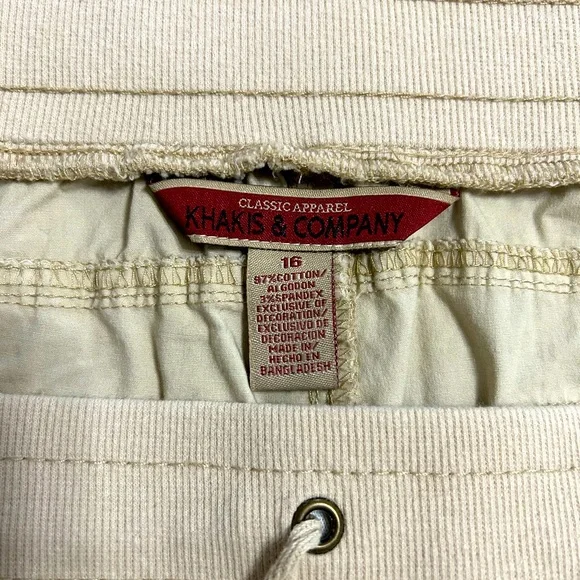 CLASSIC APPAREL
KHAKIS & COMPANY
16
97%COTTON/
ALGODON
3%SPANDEX
EXCLUSIVE OF
DECORATION/
EXCLUSIVO DE
DECORACION
MADE IN/
HECHO EN
BANGLADESH